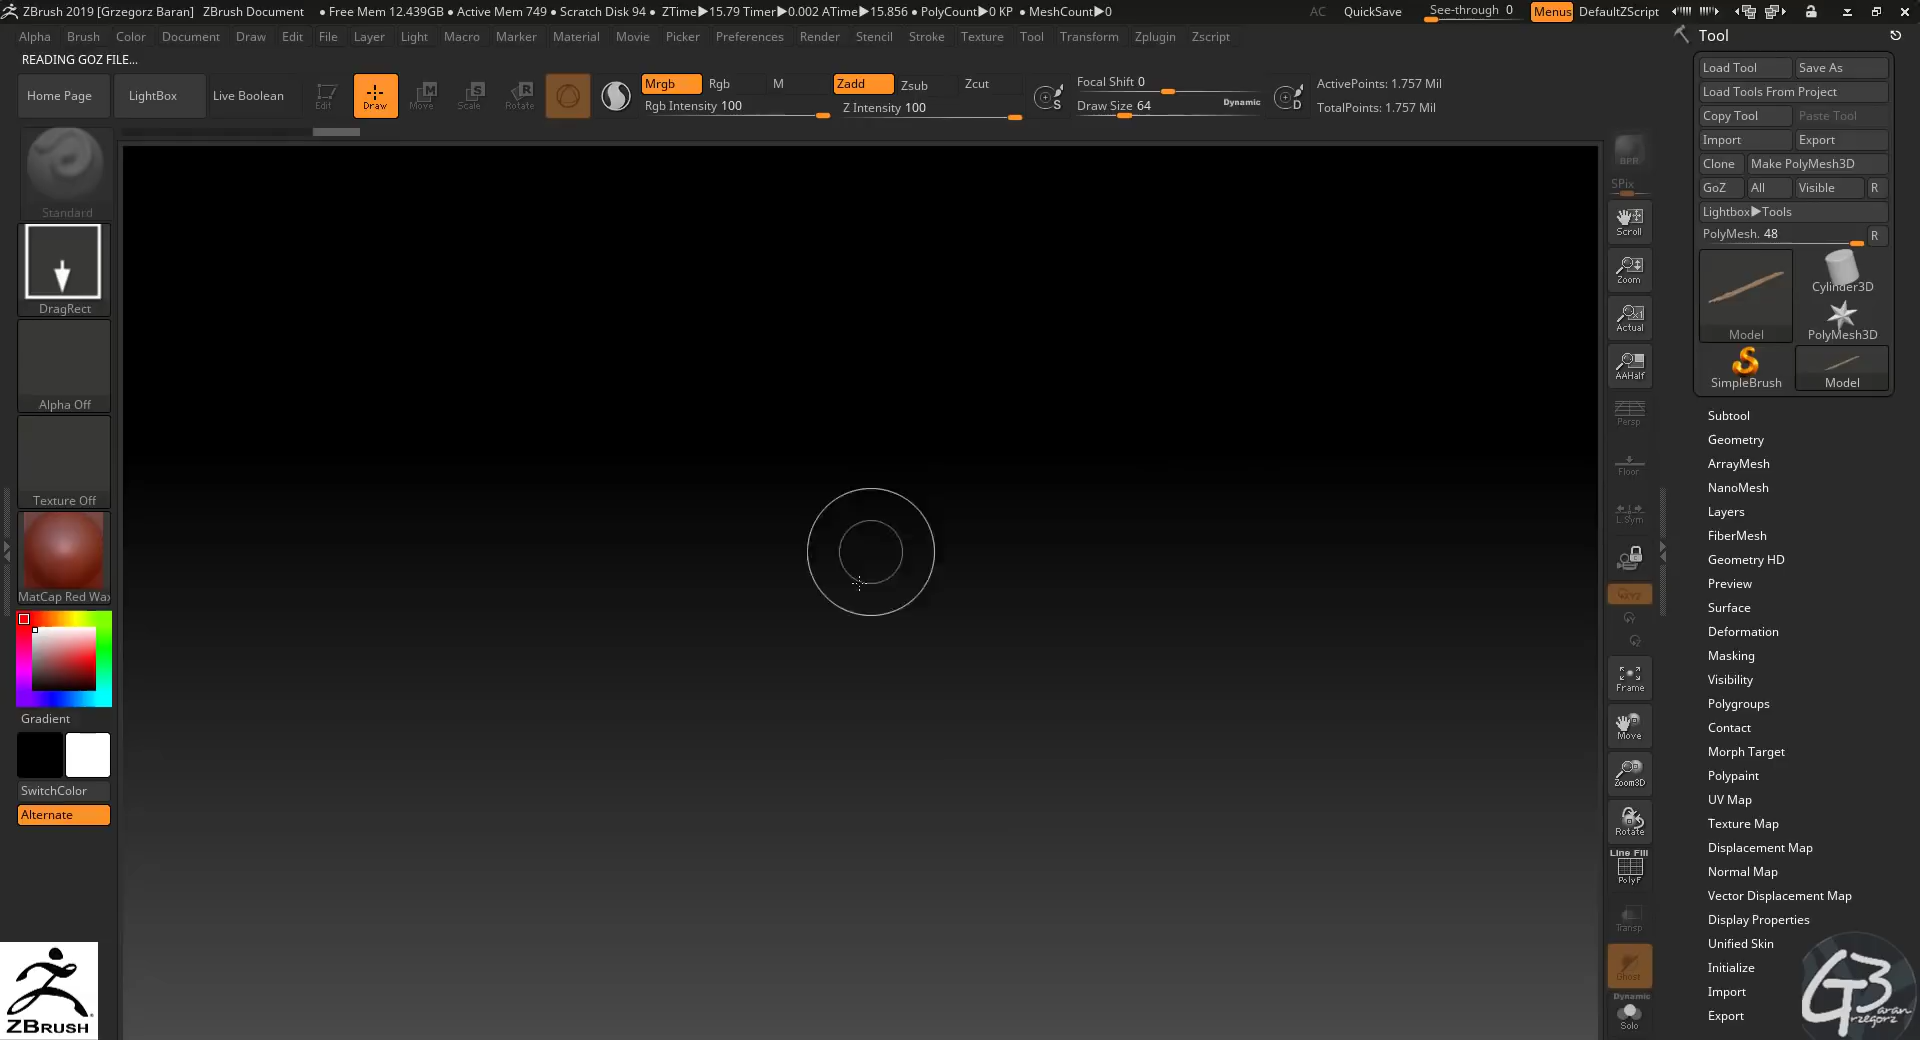 ZBrush 2019 [Grzegorz Baran] ZBrush Document ● Free Mem 12.439GB ● Active Mem 749 ● Scratch Disk 94 ● ZTime▶15.79 Timer▶0.002 ATime▶15.856 ● PolyCount▶0 KP ● MeshCount▶0 AC QuickSave See-through 0 Menus DefaultZScript
Alpha Brush Color Document Draw Edit File Layer Light Macro Marker Material Movie Picker Preferences Render Stencil Stroke Texture Tool Transform Zplugin Zscript
READING GOZ FILE...
Home Page LightBox Live Boolean Edit Draw Move Scale Rotate
Mrgb Rgb M Zadd Zsub Zcut
Rgb Intensity 100 Z Intensity 100
Focal Shift 0
Draw Size 64 Dynamic
S
D
ActivePoints: 1.757 Mil
TotalPoints: 1.757 Mil
Standard
DragRect
Alpha Off
Texture Off
MatCap Red Wax
Gradient
SwitchColor
Alternate
ZBRUSH
BPR
SPix
Scroll
Zoom
Actual
AAHalf
Persp
Floor
L.Sym
Frame
Move
Zoom3D
Rotate
Line Fill
PolyF
Transp
Ghost
Dynamic
Solo
Tool
Load Tool Save As
Load Tools From Project
Copy Tool Paste Tool
Import Export
Clone Make PolyMesh3D
GoZ All Visible R
Lightbox▶Tools
PolyMesh. 48 R
Model Cylinder3D
PolyMesh3D
SimpleBrush Model
Subtool
Geometry
ArrayMesh
NanoMesh
Layers
FiberMesh
Geometry HD
Preview
Surface
Deformation
Masking
Visibility
Polygroups
Contact
Morph Target
Polypaint
UV Map
Texture Map
Displacement Map
Normal Map
Vector Displacement Map
Display Properties
Unified Skin
Initialize
Import
Export